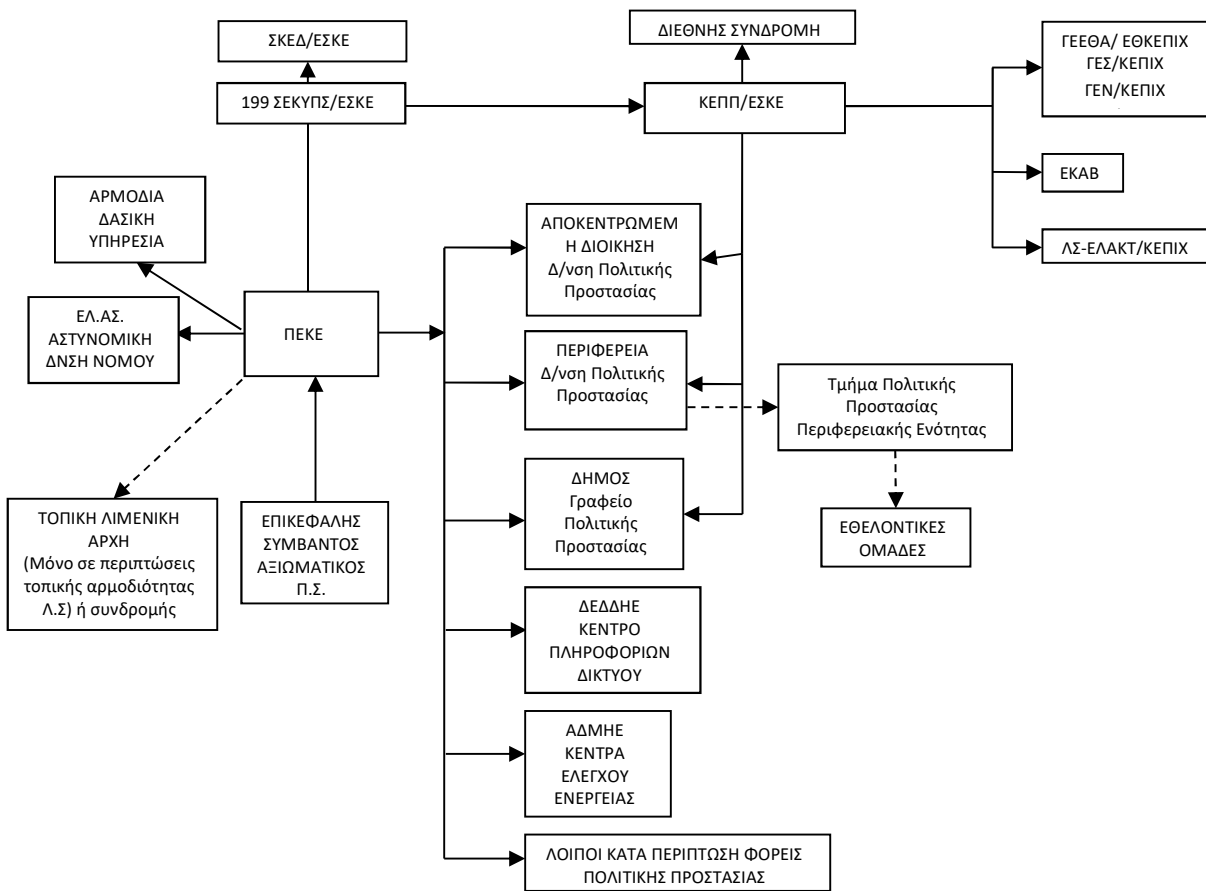 ΣΚΕΔ/ΕΣΚΕ
ΔΙΕΘΝΗΣ ΣΥΝΔΡΟΜΗ
ΓΕΕΘΑ/ ΕΘΚΕΠΙΧ
ΓΕΣ/ΚΕΠΙΧ
ΓΕΝ/ΚΕΠΙΧ
199 ΣΕΚΥΠΣ/ΕΣΚΕ
ΚΕΠΠ/ΕΣΚΕ
ΕΚΑΒ
ΛΣ-ΕΛΑΚΤ/ΚΕΠΙΧ
ΑΡΜΟΔΙΑ
ΔΑΣΙΚΗ
ΥΠΗΡΕΣΙΑ
ΑΠΟΚΕΝΤΡΩΜΕΜ
Η ΔΙΟΙΚΗΣΗ
Δ/νση Πολιτικής
Προστασίας
ΕΛ.ΑΣ.
ΑΣΤΥΝΟΜΙΚΗ
ΔΝΣΗ ΝΟΜΟΥ
ΠΕΚΕ
ΠΕΡΙΦΕΡΕΙΑ
Δ/νση Πολιτικής
Προστασίας
Τμήμα Πολιτικής
Προστασίας
Περιφερειακής Ενότητας
ΤΟΠΙΚΗ ΛΙΜΕΝΙΚΗ
ΑΡΧΗ
(Μόνο σε περιπτώσεις
τοπικής αρμοδιότητας
Λ.Σ) ή συνδρομής
ΕΠΙΚΕΦΑΛΗΣ
ΣΥΜΒΑΝΤΟΣ
ΑΞΙΩΜΑΤΙΚΟΣ
Π.Σ.
ΔΗΜΟΣ
Γραφείο
Πολιτικής
Προστασίας
ΕΘΕΛΟΝΤΙΚΕΣ
ΟΜΑΔΕΣ
ΔΕΔΔΗΕ
ΚΕΝΤΡΟ
ΠΛΗΡΟΦΟΡΙΩΝ
ΔΙΚΤΥΟΥ
ΑΔΜΗΕ
ΚΕΝΤΡΑ
ΕΛΕΓΧΟΥ
ΕΝΕΡΓΕΙΑΣ
ΛΟΙΠΟΙ ΚΑΤΑ ΠΕΡΙΠΤΩΣΗ ΦΟΡΕΙΣ
ΠΟΛΙΤΙΚΗΣ ΠΡΟΣΤΑΣΙΑΣ